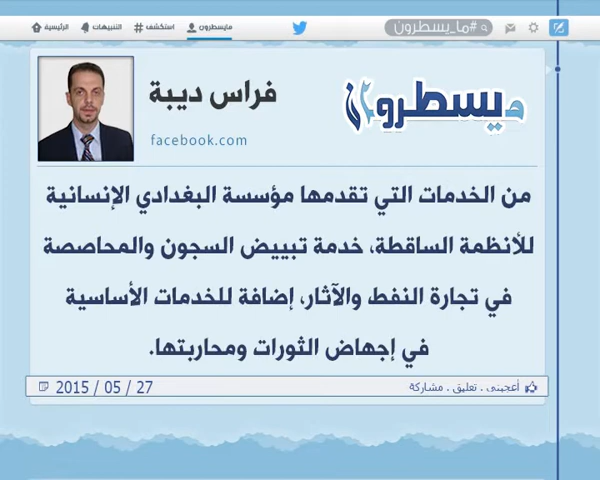 الرئيسية التنبيهات # استكشف مايسطرون #ما_يسطرون
فراس ديبة
مايسطرون
facebook.com
من الخدمات التي تقدمها مؤسسة البغدادي الإنسانية
للأنظمة الساقطة، خدمة تبييض السجون والمحاصصة
في تجارة النفط والآثار، إضافة للخدمات الأساسية
في إجهاض الثورات ومحاربتها.
أعجبني . تعليق . مشاركة
2015 / 05 / 27